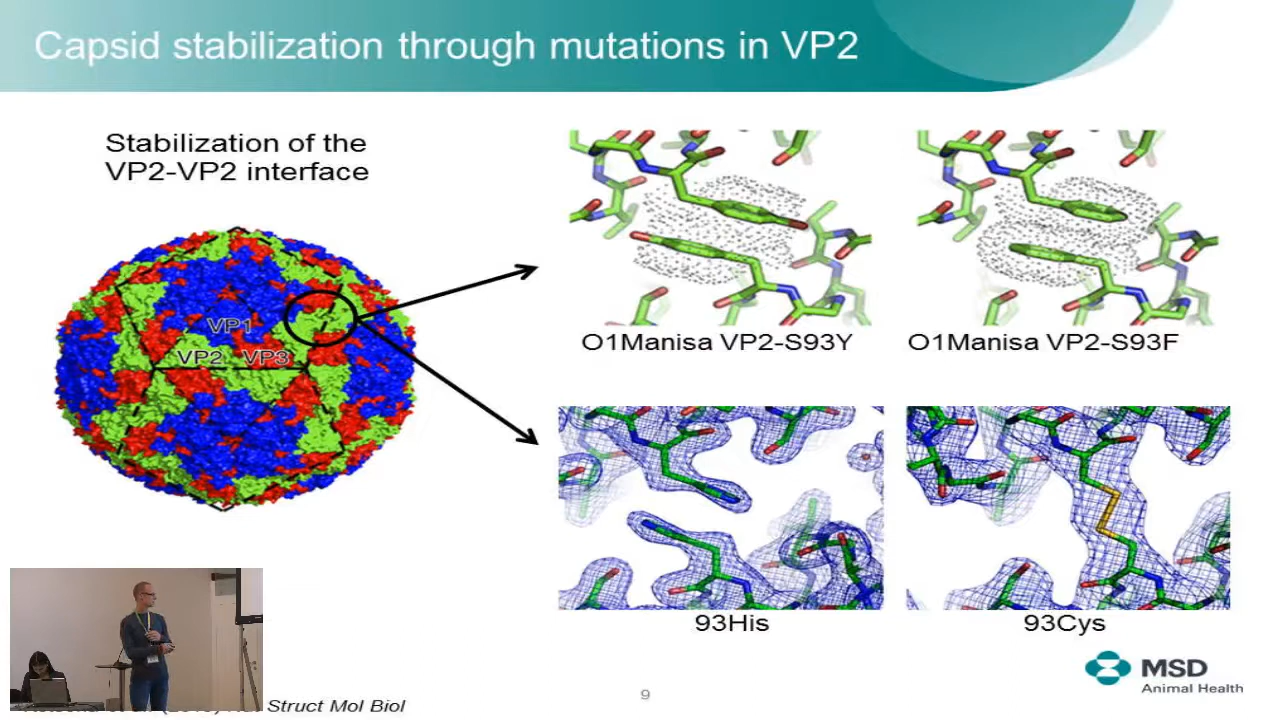 Capsid stabilization through mutations in VP2
Stabilization of the
VP2-VP2 interface
VP1
VP2 VP3
O1Manisa VP2-S93Y
O1Manisa VP2-S93F
93His
93Cys
Struct Mol Biol
9
MSD
Animal Health